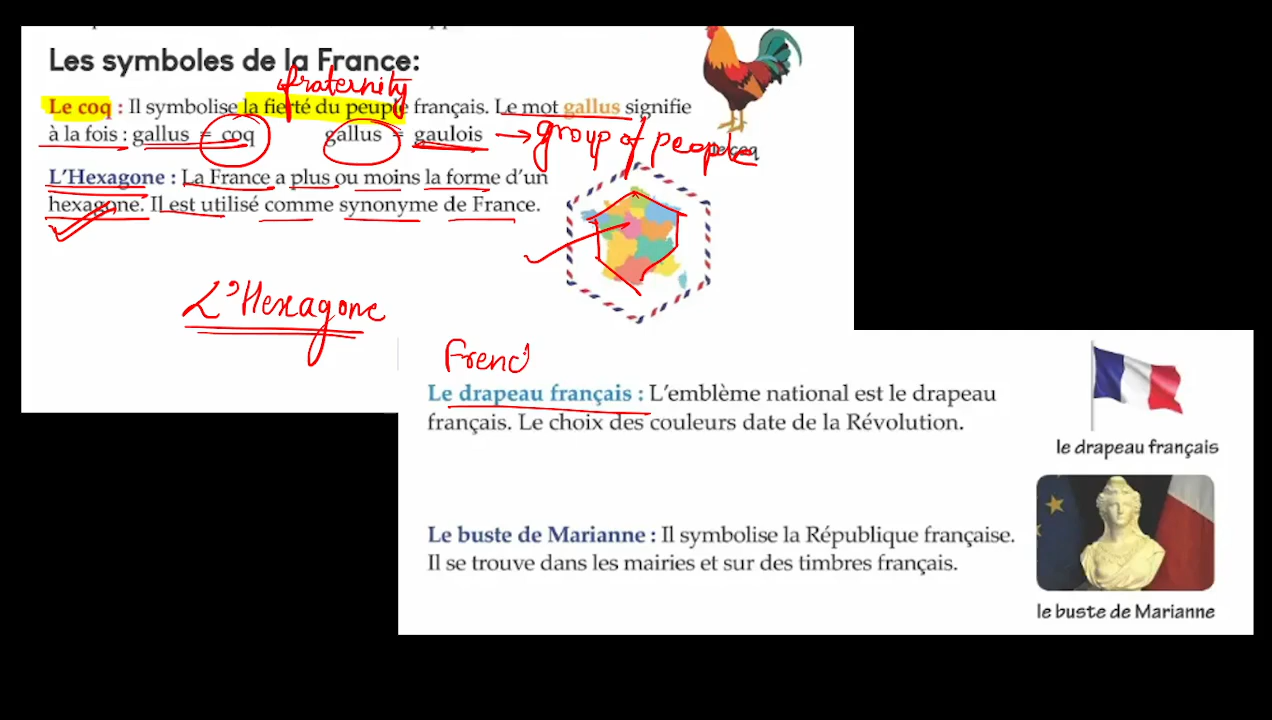 Les symboles de la France:
fraternity
Le coq : Il symbolise la fierté du peuple français. Le mot gallus signifie
à la fois : gallus = coq gallus = gaulois → group of people
coq
L'Hexagone : La France a plus ou moins la forme d'un
hexagone. Il est utilisé comme synonyme de France.
L'Hexagone
Frenc
Le drapeau français : L'emblème national est le drapeau
français. Le choix des couleurs date de la Révolution.
le drapeau français
Le buste de Marianne : Il symbolise la République française.
Il se trouve dans les mairies et sur des timbres français.
le buste de Marianne